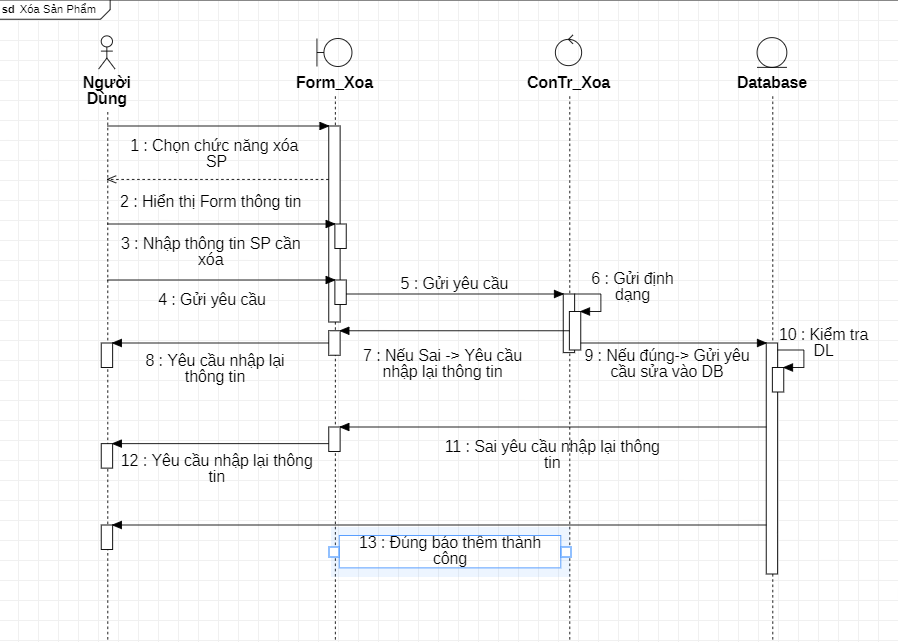 sd Xóa Sản Phẩm
Người
Dùng
Form_Xoa
ConTr_Xoa
Database
1 : Chọn chức năng xóa
SP
2 : Hiển thị Form thông tin
3 : Nhập thông tin SP cần
xóa
4 : Gửi yêu cầu
5 : Gửi yêu cầu
6 : Gửi định
dạng
7 : Nếu Sai -> Yêu cầu
nhập lại thông tin
8 : Yêu cầu nhập lại
thông tin
9 : Nếu đúng-> Gửi yêu
cầu sửa vào DB
10 : Kiểm tra
DL
11 : Sai yêu cầu nhập lại thông
tin
12 : Yêu cầu nhập lại thông
tin
13 : Đúng báo thêm thành
công